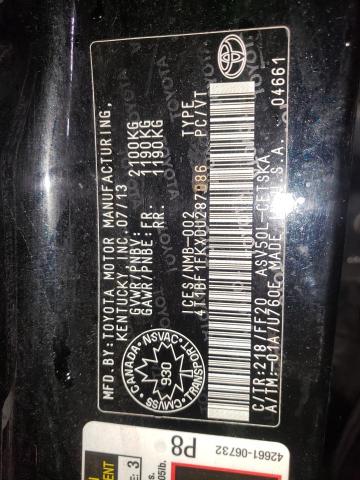 MFD.BY:TOYOTA MOTOR MANUFACTURING,
KENTUCKY, INC. 07/13
GVWR/PNBV: 2100KG
GAWR/PNBE: FR. 1190KG
RR. 1190KG
ICES/NMB-002
TYPE
PC/VT
C/TR:218/FF20 ASV50L-CETSKA
A/TM:-01A/U760E MADE IN U.S.A. 04661
CANADA
NSVAC
930
CMVSS
TRANSPORT
TOYOTA
P8
42661-06732